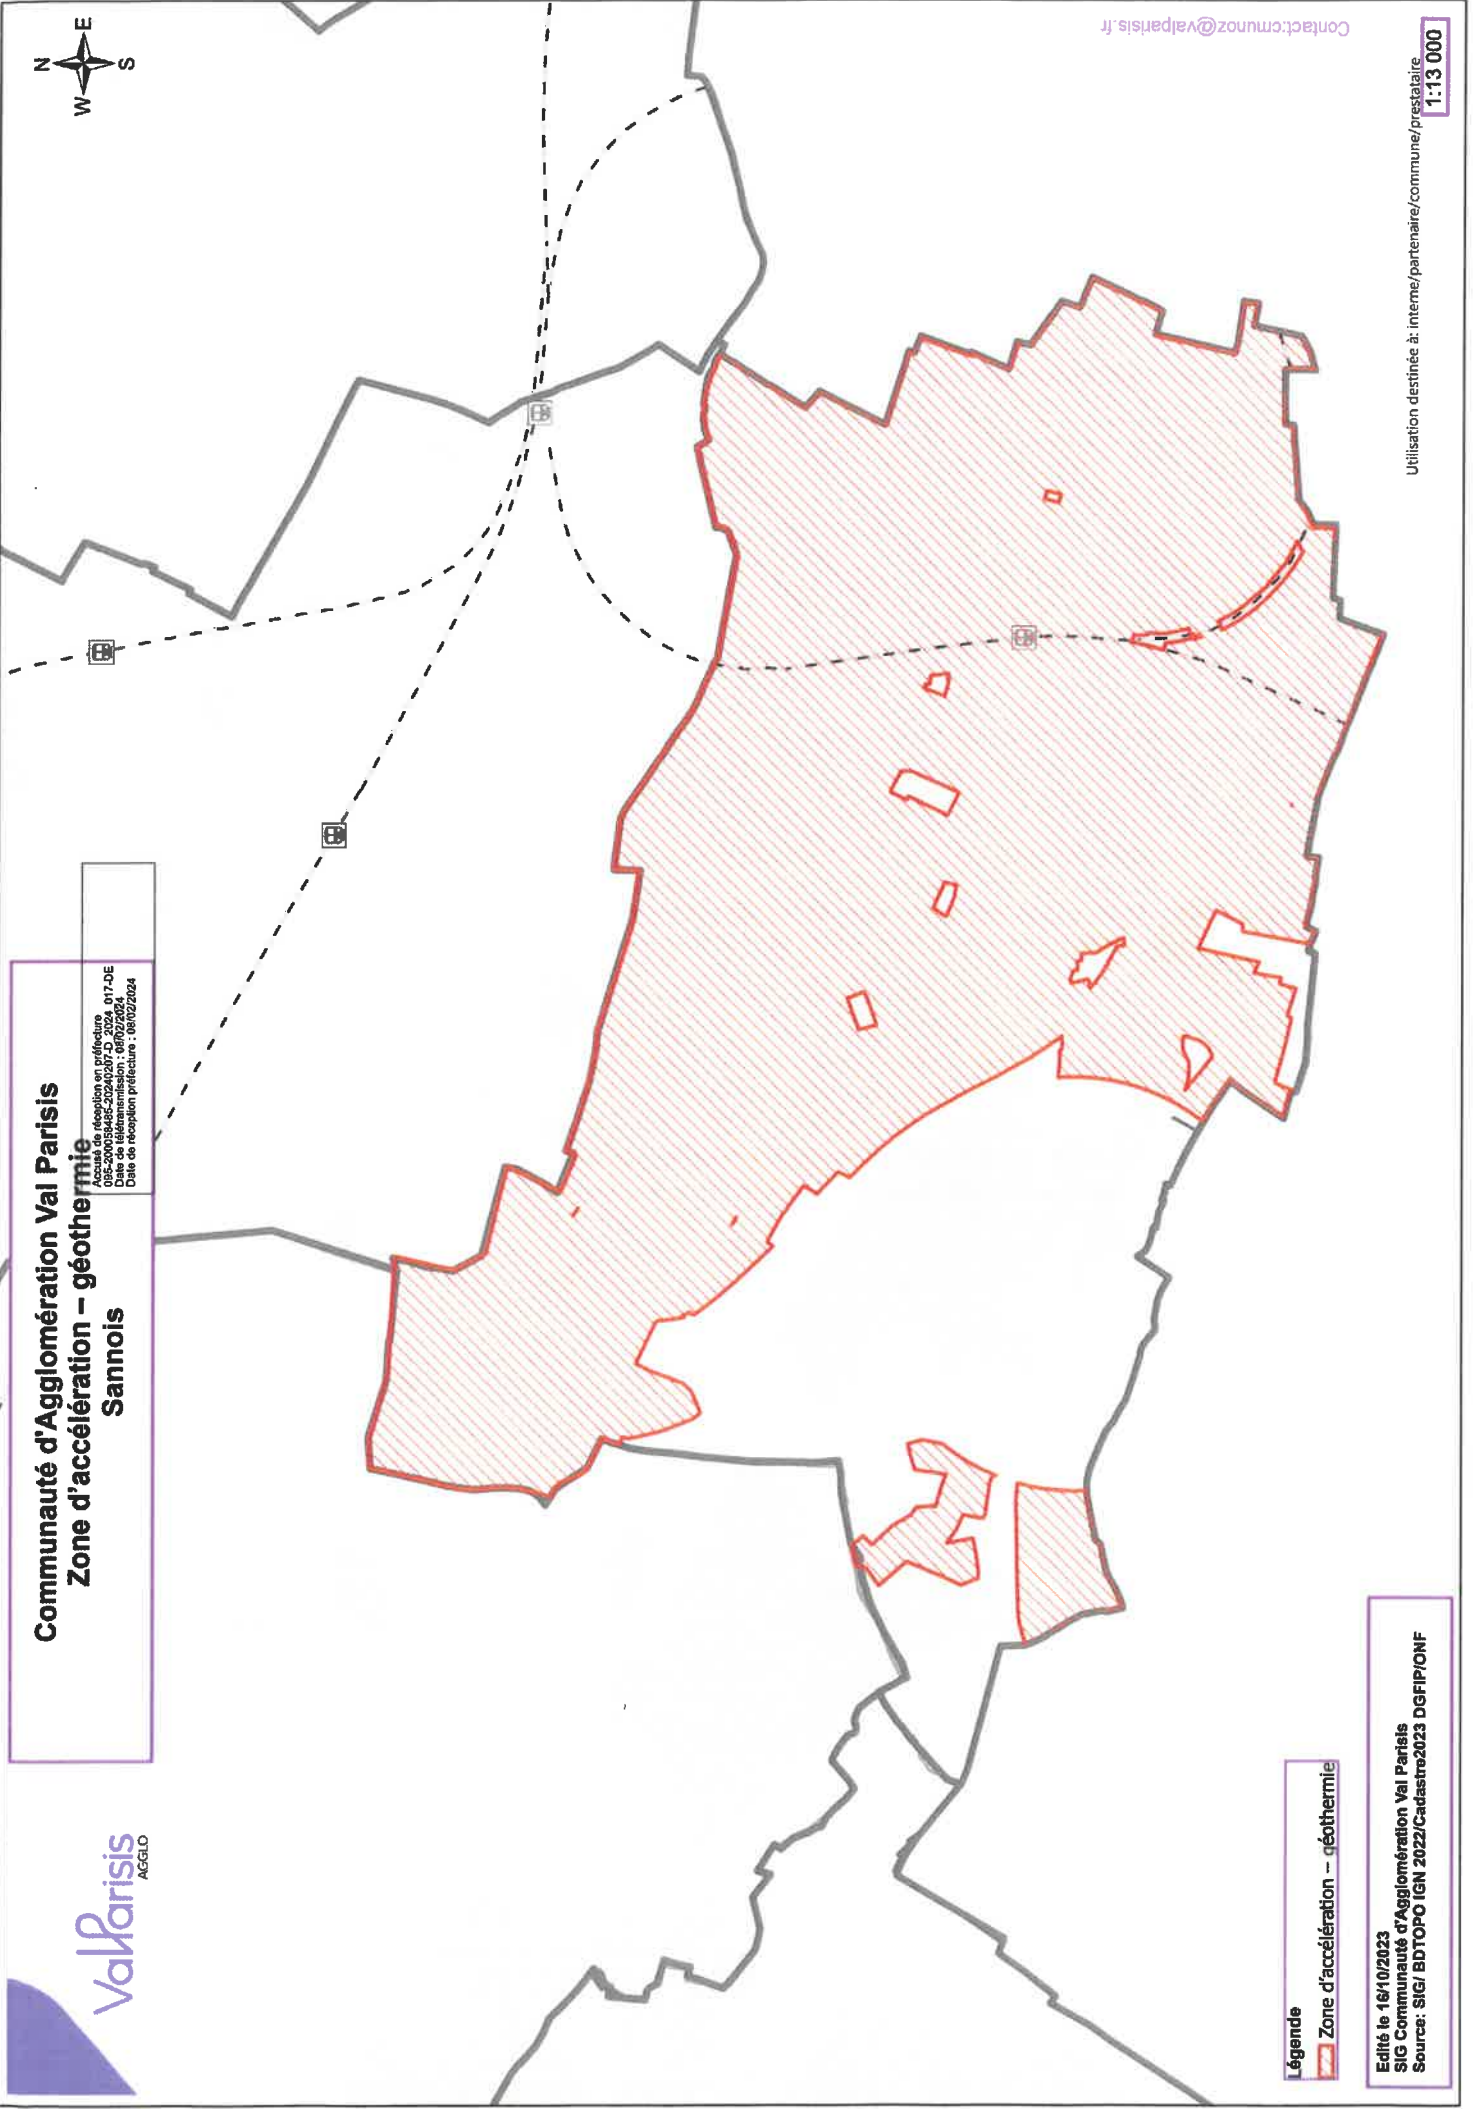 ValParisis
AGGLO
Communauté d'Agglomération Val Parisis
Zone d'accélération – géothermie
Sannois
Accusé de réception en préfecture
095-200058485-20240207-D_2024_017-DE
Date de télétransmission : 08/02/2024
Date de réception préfecture : 08/02/2024
N
W
E
S
Légende
Zone d'accélération – géothermie
Edité le 16/10/2023
SIG Communauté d'Agglomération Val Parisis
Source: SIG/ BDTOPO IGN 2022/Cadastre2023 DGFIP/ONF
Utilisation destinée à: interne/partenaire/commune/prestataire
1:13 000
Contact:cmunoz@valparisis.fr